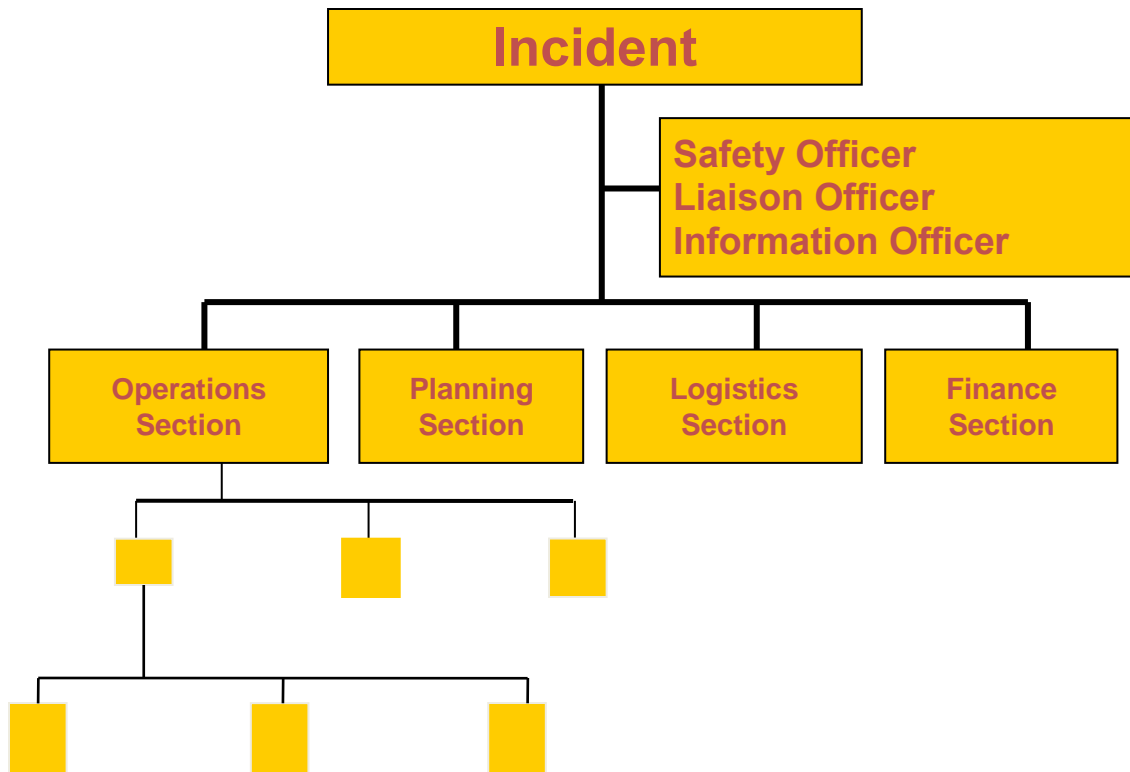 Incident
Safety Officer
Liaison Officer
Information Officer
Operations
Section
Planning
Section
Logistics
Section
Finance
Section